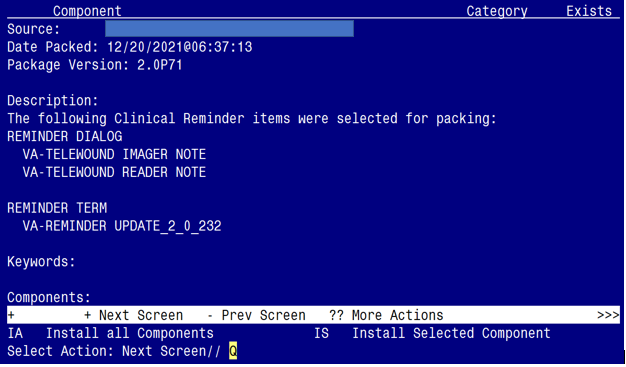 Component Category Exists
Source:
Date Packed: 12/20/2021@06:37:13
Package Version: 2.0P71
Description:
The following Clinical Reminder items were selected for packing:
REMINDER DIALOG
VA-TELEWOUND IMAGER NOTE
VA-TELEWOUND READER NOTE
REMINDER TERM
VA-REMINDER UPDATE_2_0_232
Keywords:
Components:
+ + Next Screen - Prev Screen ?? More Actions >>>
IA Install all Components IS Install Selected Component
Select Action: Next Screen// Q